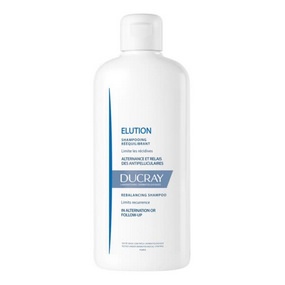 ELUTION
SHAMPOOING
RÉÉQUILIBRANT
Limite les récidives
ALTERNANCE ET RELAIS
DES ANTIPELLICULAIRES
DUCRAY
REBALANCING SHAMPOO
Limits recurrence
IN ALTERNATION OR
FOLLOW-UP